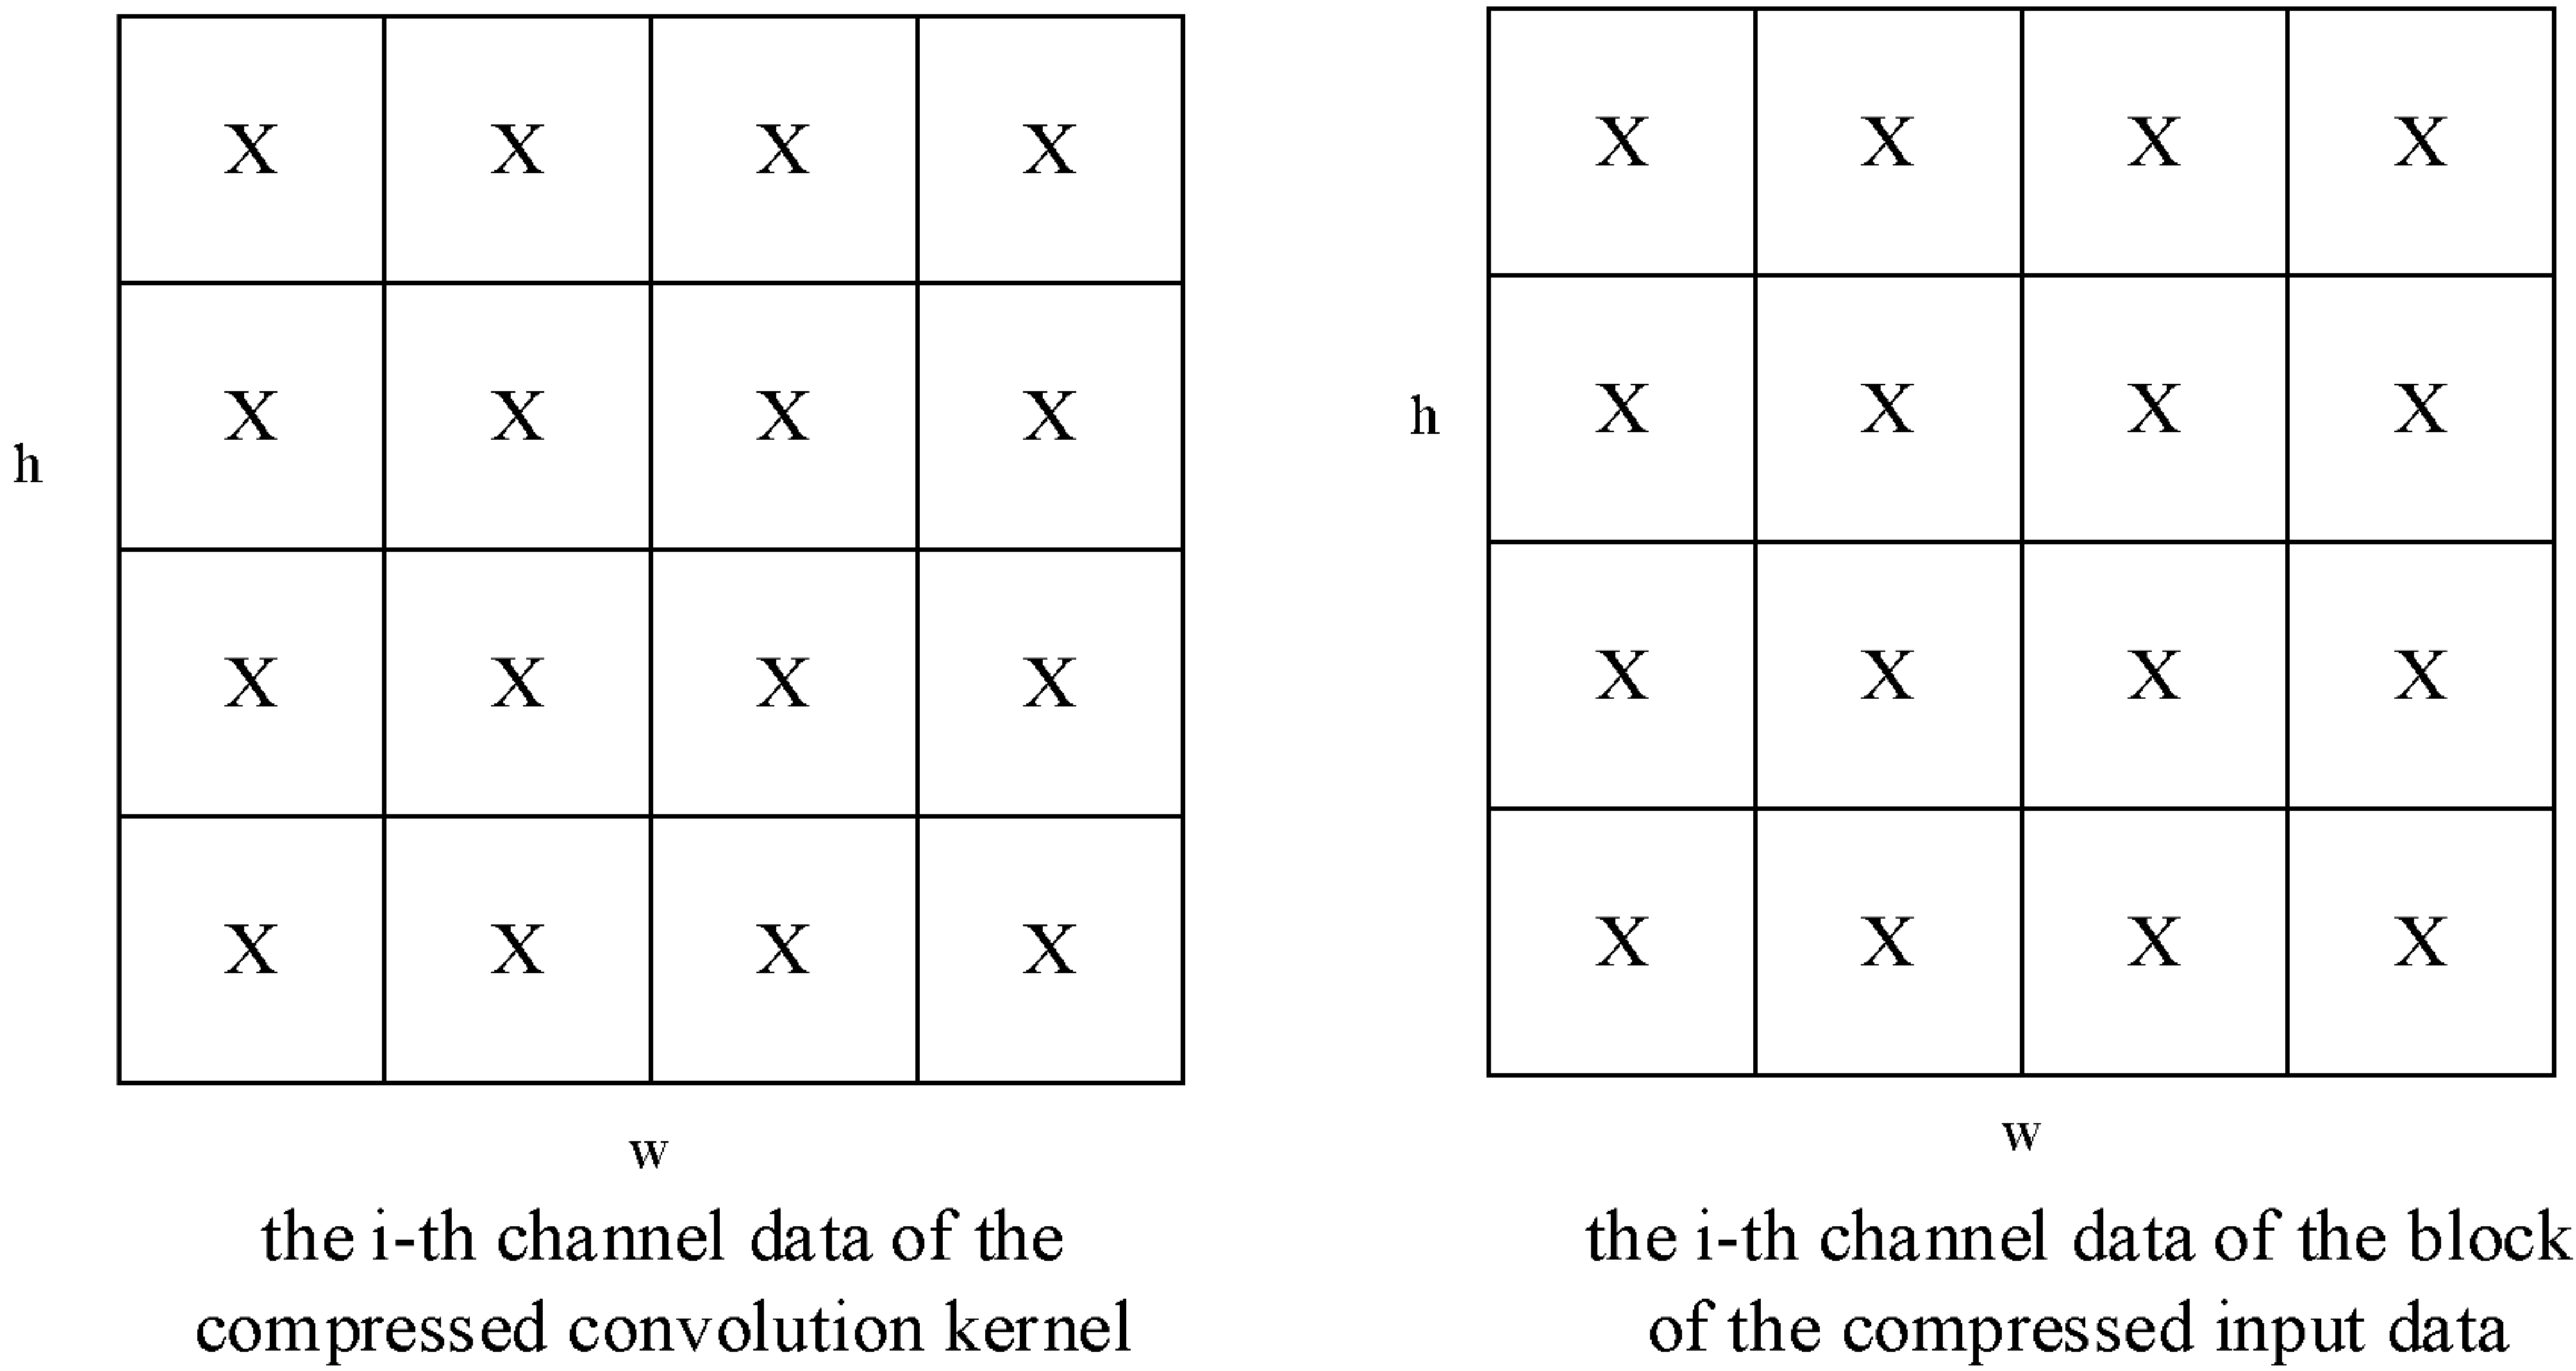 X X X X
X X X X
h
X X X X
X X X X
w
the i-th channel data of the
compressed convolution kernel
X X X X
X X X X
h
X X X X
X X X X
w
the i-th channel data of the block
of the compressed input data